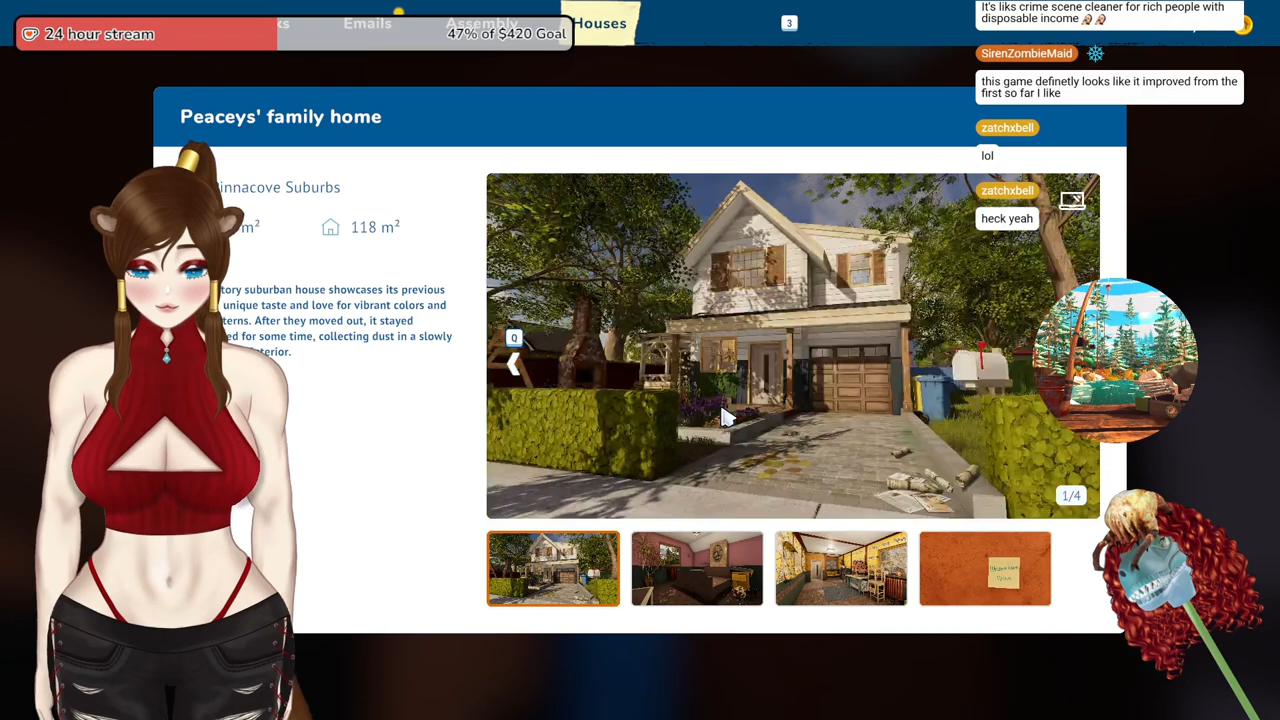 24 hour stream
47% of $420 Goal
Emails
Assembly
Houses
3
It's liks crime scene cleaner for rich people with
disposable income
SirenZombieMaid
this game definetly looks like it improved from the
first so far I like
zatchxbell
lol
zatchxbell
heck yeah
Peaceys' family home
innacove Suburbs
m²
118 m²
tory suburban house showcases its previous
unique taste and love for vibrant colors and
terns. After they moved out, it stayed
ed for some time, collecting dust in a slowly
terior.
Q
1/4